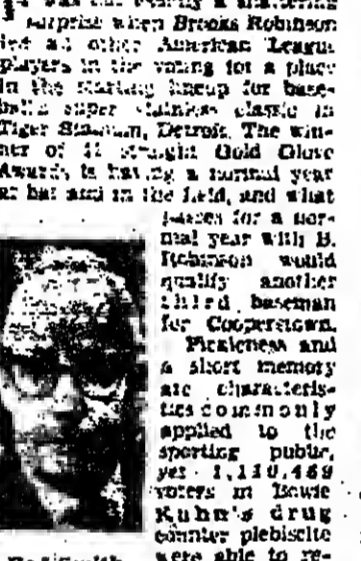 surprise when Brooks Robinson
led all other American League
players in the voting for a place
in the starting lineup for base-
ball's super classic in
Tiger Stadium, Detroit. The win-
ner of 11 straight Gold Glove
Awards is having a normal year
at bat and in the field, and what
passes for a nor-
mal year with B.
Robinson would
qualify another
third baseman
for Cooperstown.
Fickleness and
a short memory
are characteris-
tics commonly
applied to the
sporting public,
yet 1,110,469
voters in Bowie
Kuhn's drug
counter plebiscite
were able to re-